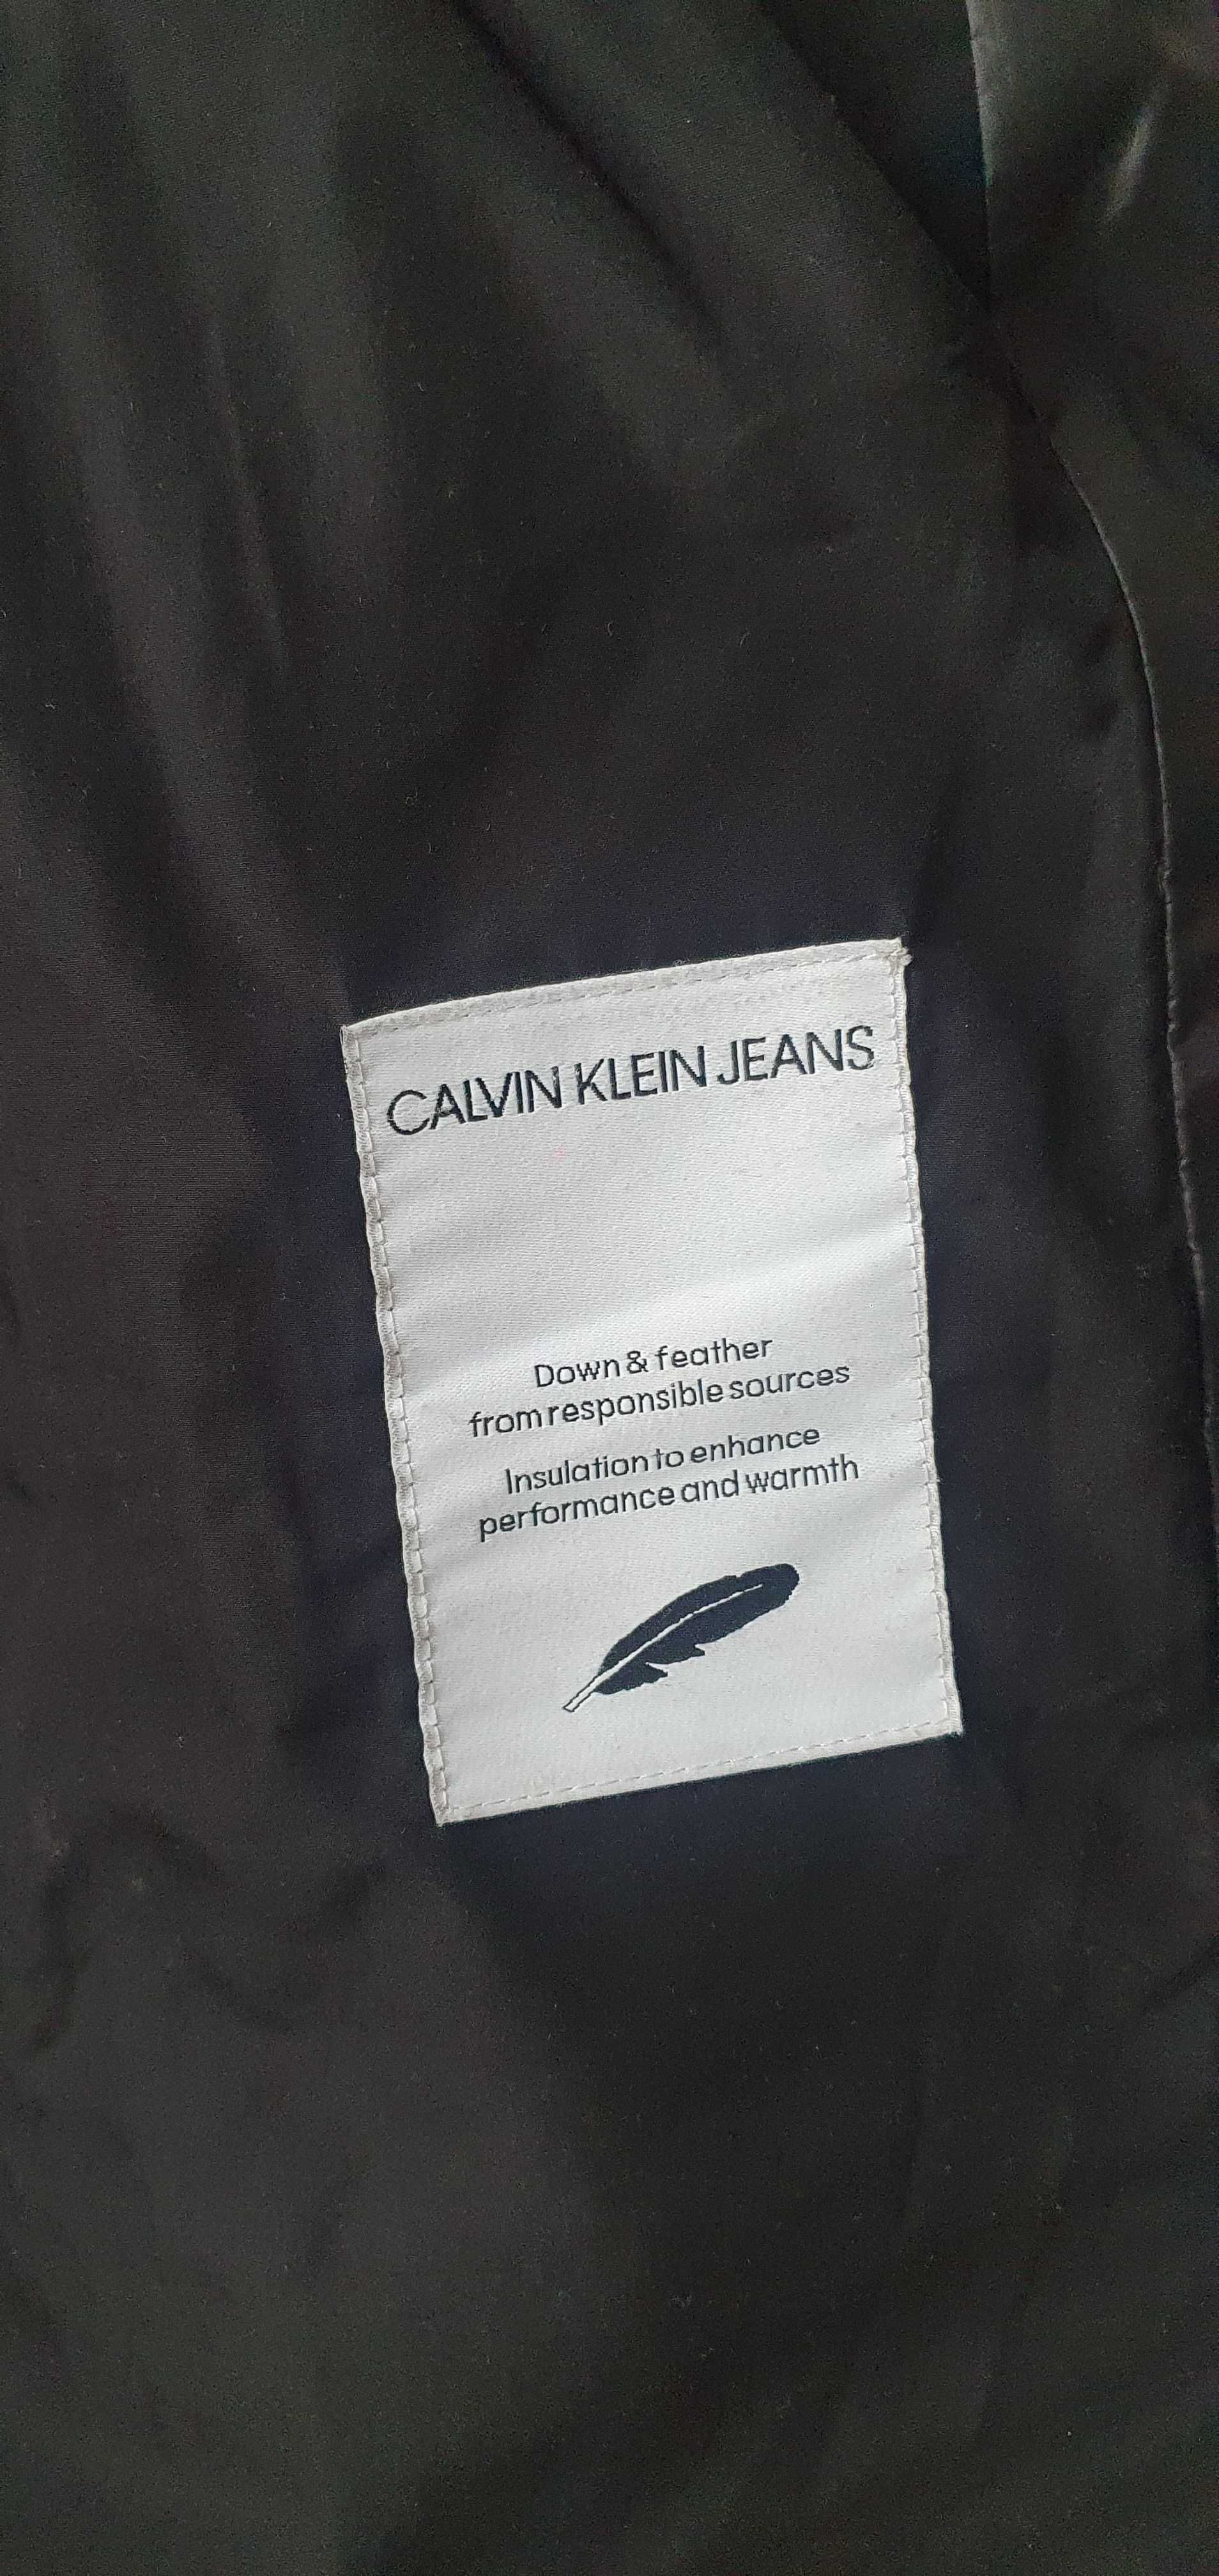 CALVIN KLEIN JEANS
Down & feather
from responsible sources
Insulation to enhance
performance and warmth